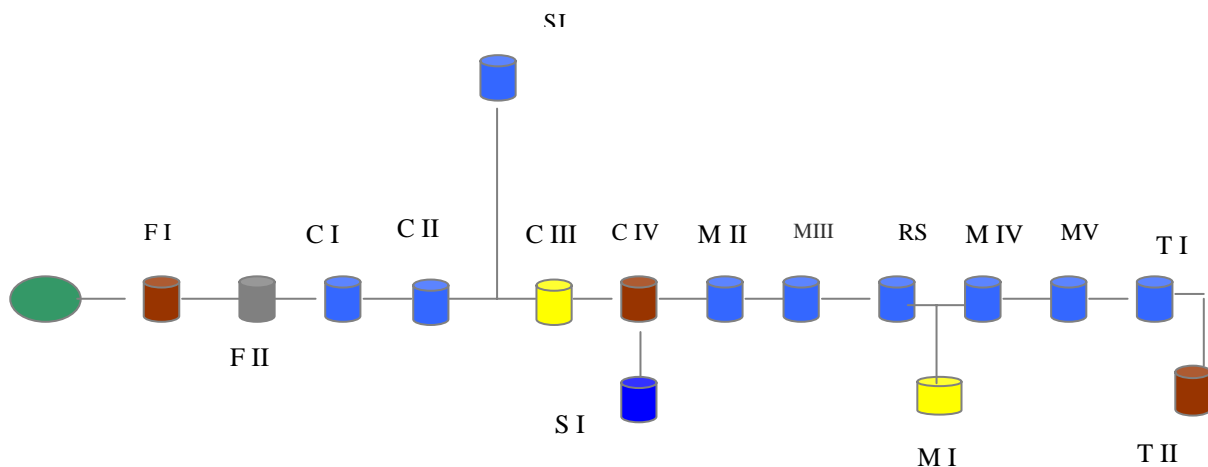 SI
F I C I C II C III C IV M II MIII RS M IV MV T I
F II
S I
M I T II